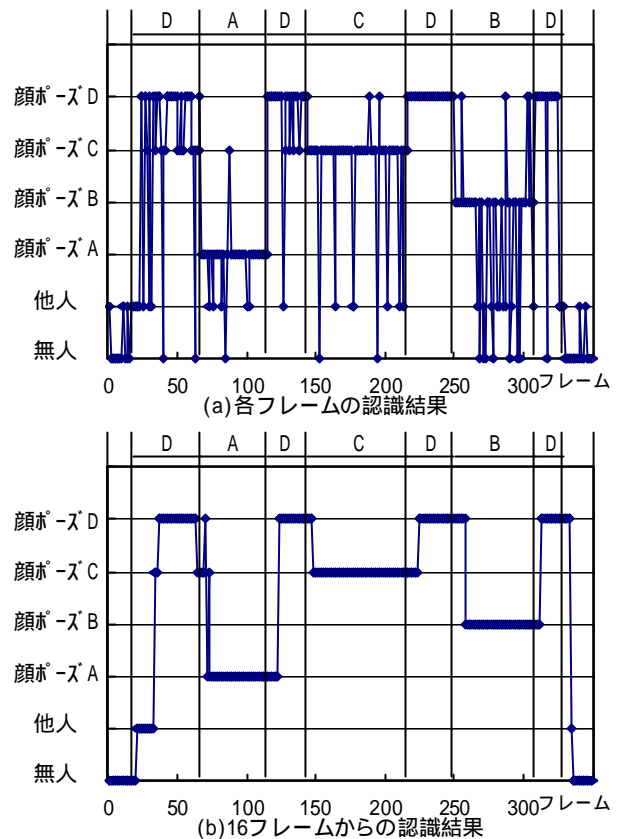 D A D C D B D
顔ポーズD
顔ポーズC
顔ポーズB
顔ポーズA
他人
無人
0 50 100 150 200 250 300フレーム
(a)各フレームの認識結果
D A D C D B D
顔ポーズD
顔ポーズC
顔ポーズB
顔ポーズA
他人
無人
0 50 100 150 200 250 300フレーム
(b)16フレームからの認識結果